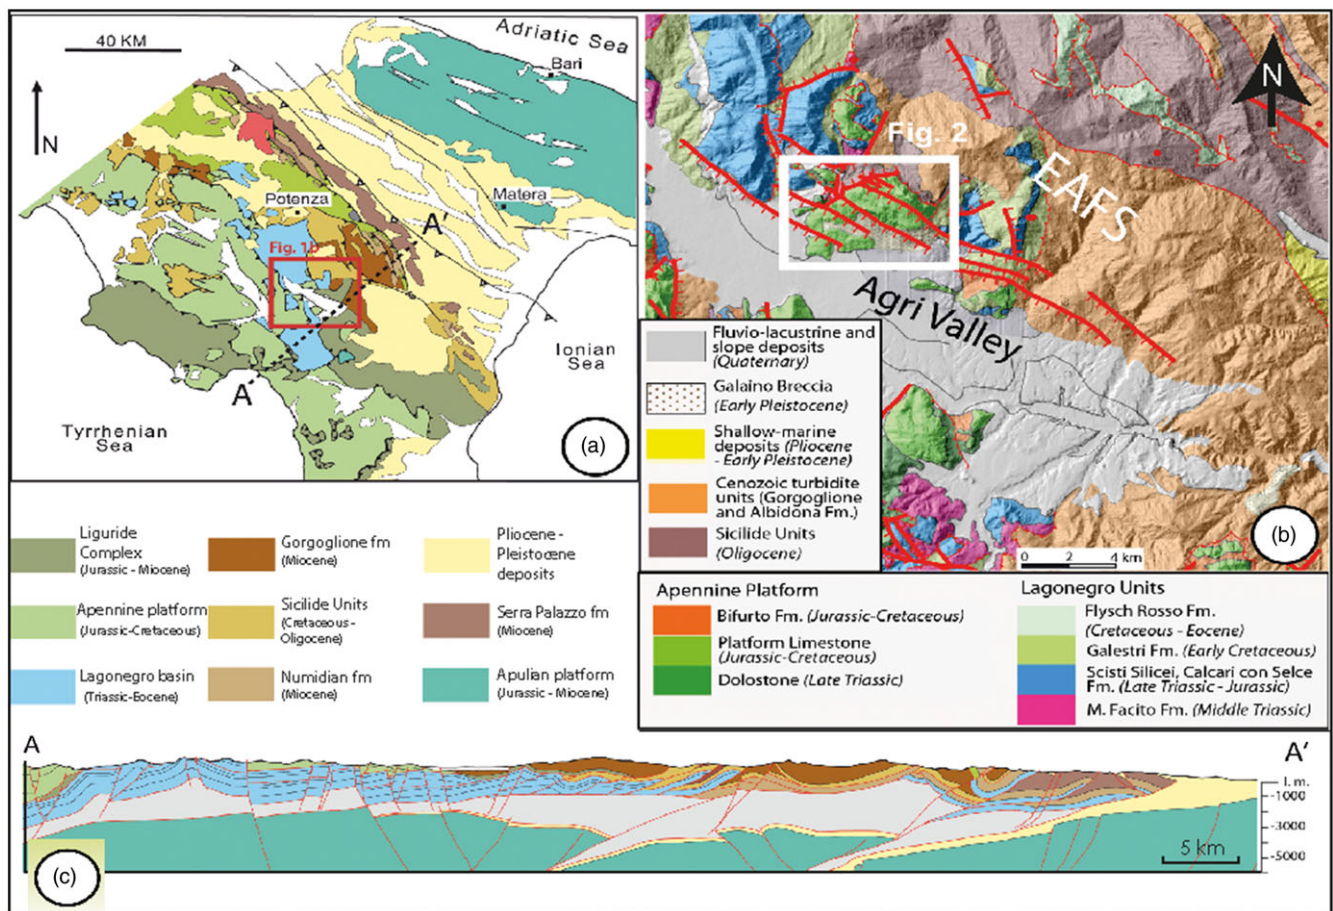 40 KM
Adriatic Sea
Bari
N
A'
Matera
Potenza
Fig. 1b
Ionian
Sea
A
Tyrrhenian
Sea
(a)
N
Fig. 2
EAFS
Agri Valley
Fluvio-lacustrine and
slope deposits
(Quaternary)
Galaino Breccia
(Early Pleistocene)
Shallow-marine
deposits (Pliocene
- Early Pleistocene)
Cenozoic turbidite
units (Gorgoglione
and Albidona Fm.)
Sicilide Units
(Oligocene)
0 2 4 km
(b)
Liguride
Complex
(Jurassic - Miocene)
Apennine platform
(Jurassic-Cretaceous)
Lagonegro basin
(Triassic-Eocene)
Gorgoglione fm
(Miocene)
Sicilide Units
(Cretaceous-
Oligocene)
Numidian fm
(Miocene)
Pliocene -
Pleistocene
deposits
Serra Palazzo fm
(Miocene)
Apulian platform
(Jurassic - Miocene)
Apennine Platform
Bifurto Fm. (Jurassic-Cretaceous)
Platform Limestone
(Jurassic-Cretaceous)
Dolostone (Late Triassic)
Lagonegro Units
Flysch Rosso Fm.
(Cretaceous - Eocene)
Galestri Fm. (Early Cretaceous)
Scisti Silicei, Calcari con Selce
Fm. (Late Triassic - Jurassic)
M. Facito Fm. (Middle Triassic)
A
A'
l. m.
-1000
-3000
-5000
5 km
(c)